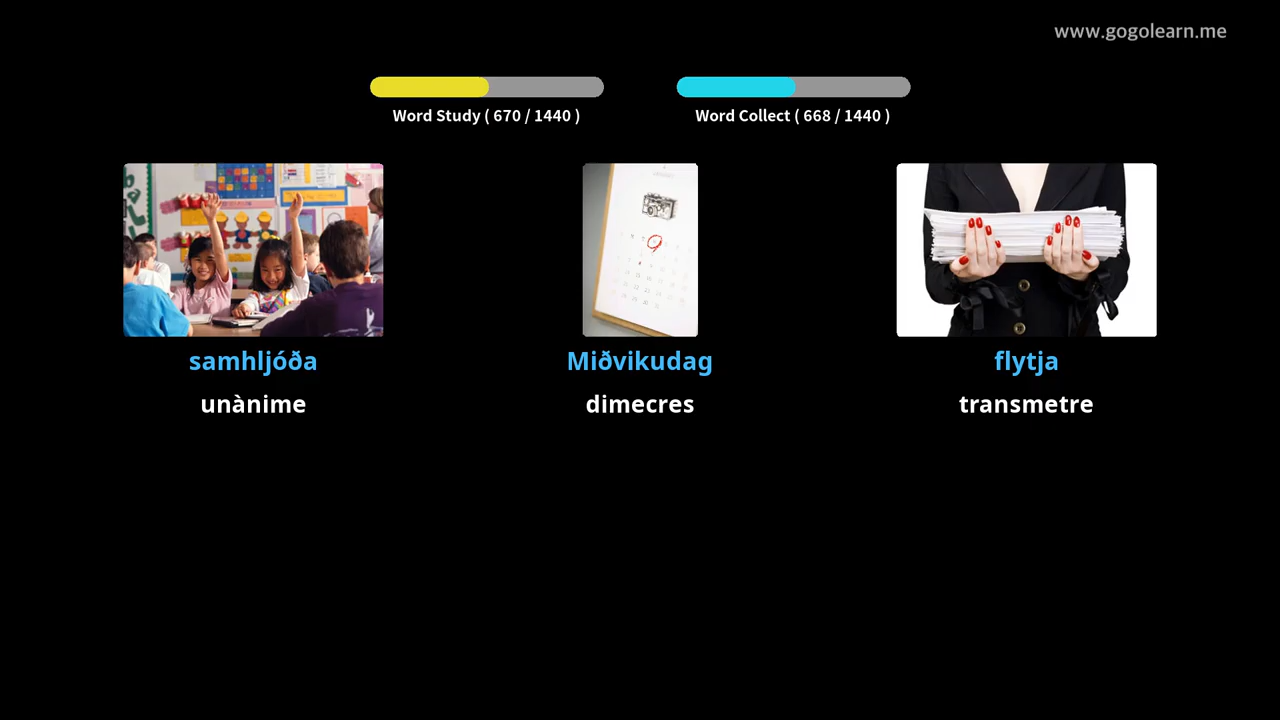 www.gogolearn.me
Word Study ( 670 / 1440 )
Word Collect ( 668 / 1440 )
samhljóða
Miðvikudag
flytja
unànime
dimecres
transmetre